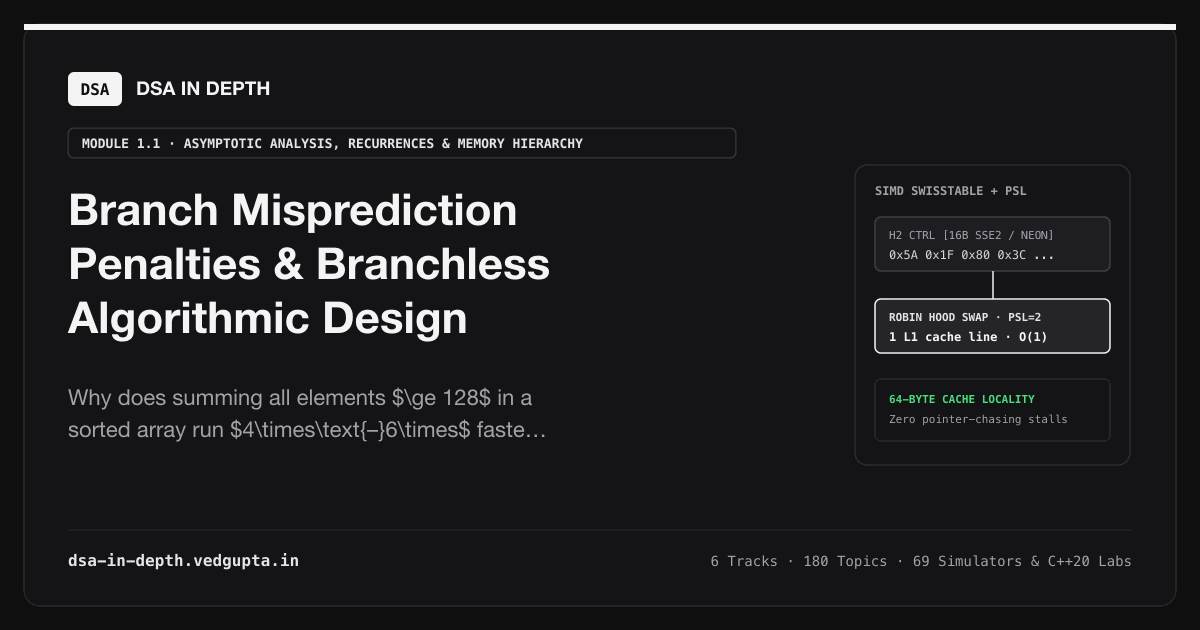 DSA DSA IN DEPTH
MODULE 1.1 · ASYMPTOTIC ANALYSIS, RECURRENCES & MEMORY HIERARCHY
Branch Misprediction
Penalties & Branchless
Algorithmic Design
Why does summing all elements $\ge 128$ in a
sorted array run $4\times\text{–}6\times$ faste…
SIMD SWISSTABLE + PSL
H2 CTRL [16B SSE2 / NEON]
0x5A 0x1F 0x80 0x3C ...
ROBIN HOOD SWAP · PSL=2
1 L1 cache line · O(1)
64-BYTE CACHE LOCALITY
Zero pointer-chasing stalls
dsa-in-depth.vedgupta.in
6 Tracks · 180 Topics · 69 Simulators & C++20 Labs